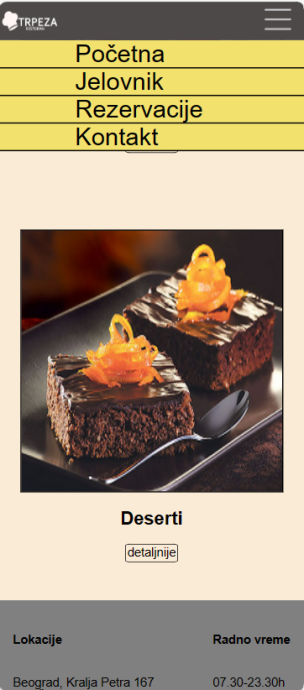 TRPEZA
Početna
Jelovnik
Rezervacije
Kontakt
Deserti
detaljnije
Lokacije
Radno vreme
Beograd, Kralja Petra 167
07.30-23.30h